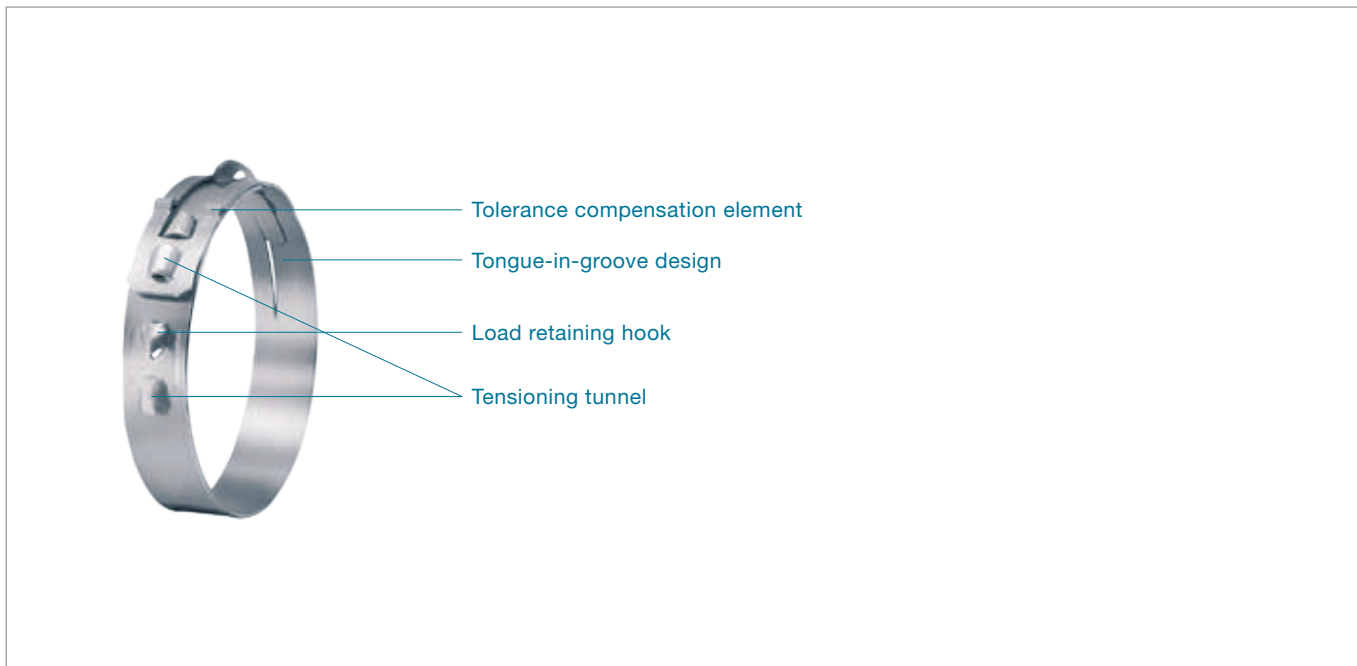 Tolerance compensation element
Tongue-in-groove design
Load retaining hook
Tensioning tunnel